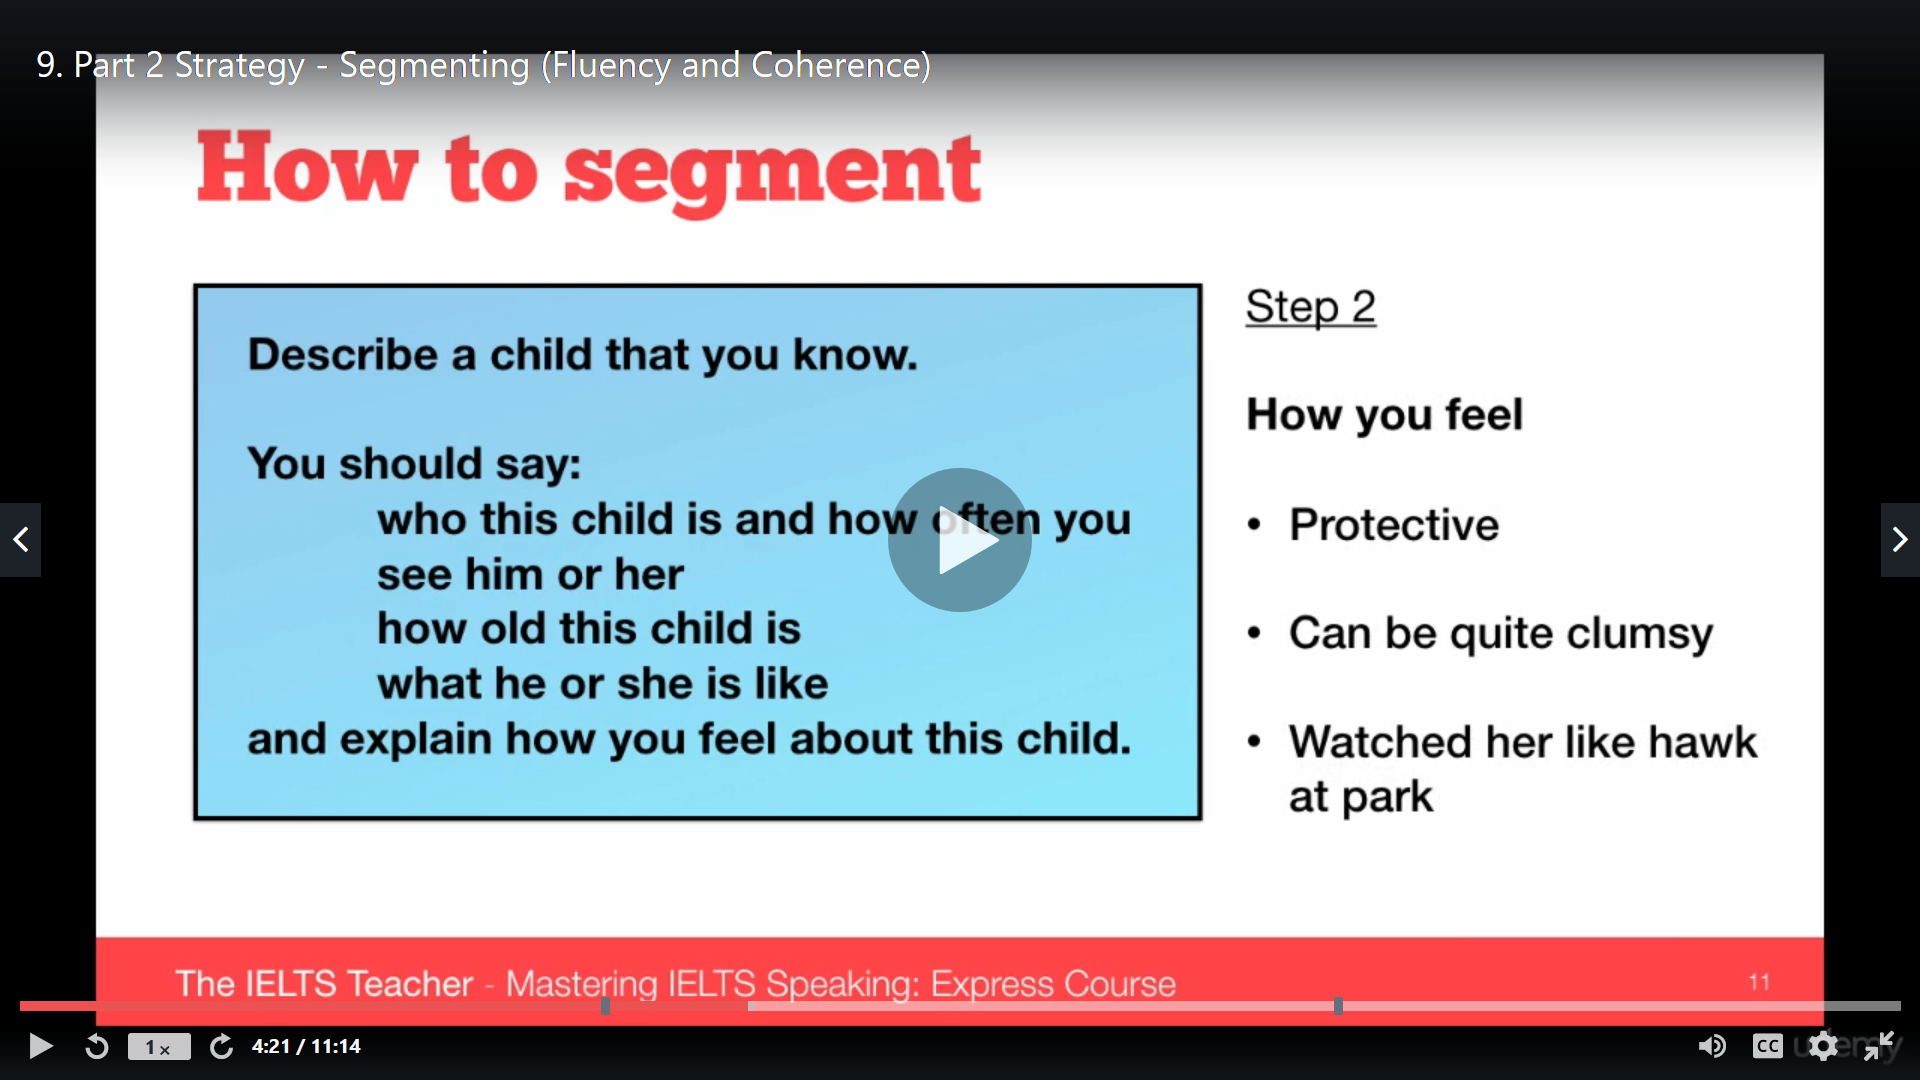 9. Part 2 Strategy - Segmenting (Fluency and Coherence)
How to segment
Describe a child that you know.
You should say:
who this child is and how often you
see him or her
how old this child is
what he or she is like
and explain how you feel about this child.
Step 2
How you feel
• Protective
• Can be quite clumsy
• Watched her like hawk
at park
The IELTS Teacher - Mastering IELTS Speaking: Express Course
11
1x
4:21 / 11:14
CC
udemy